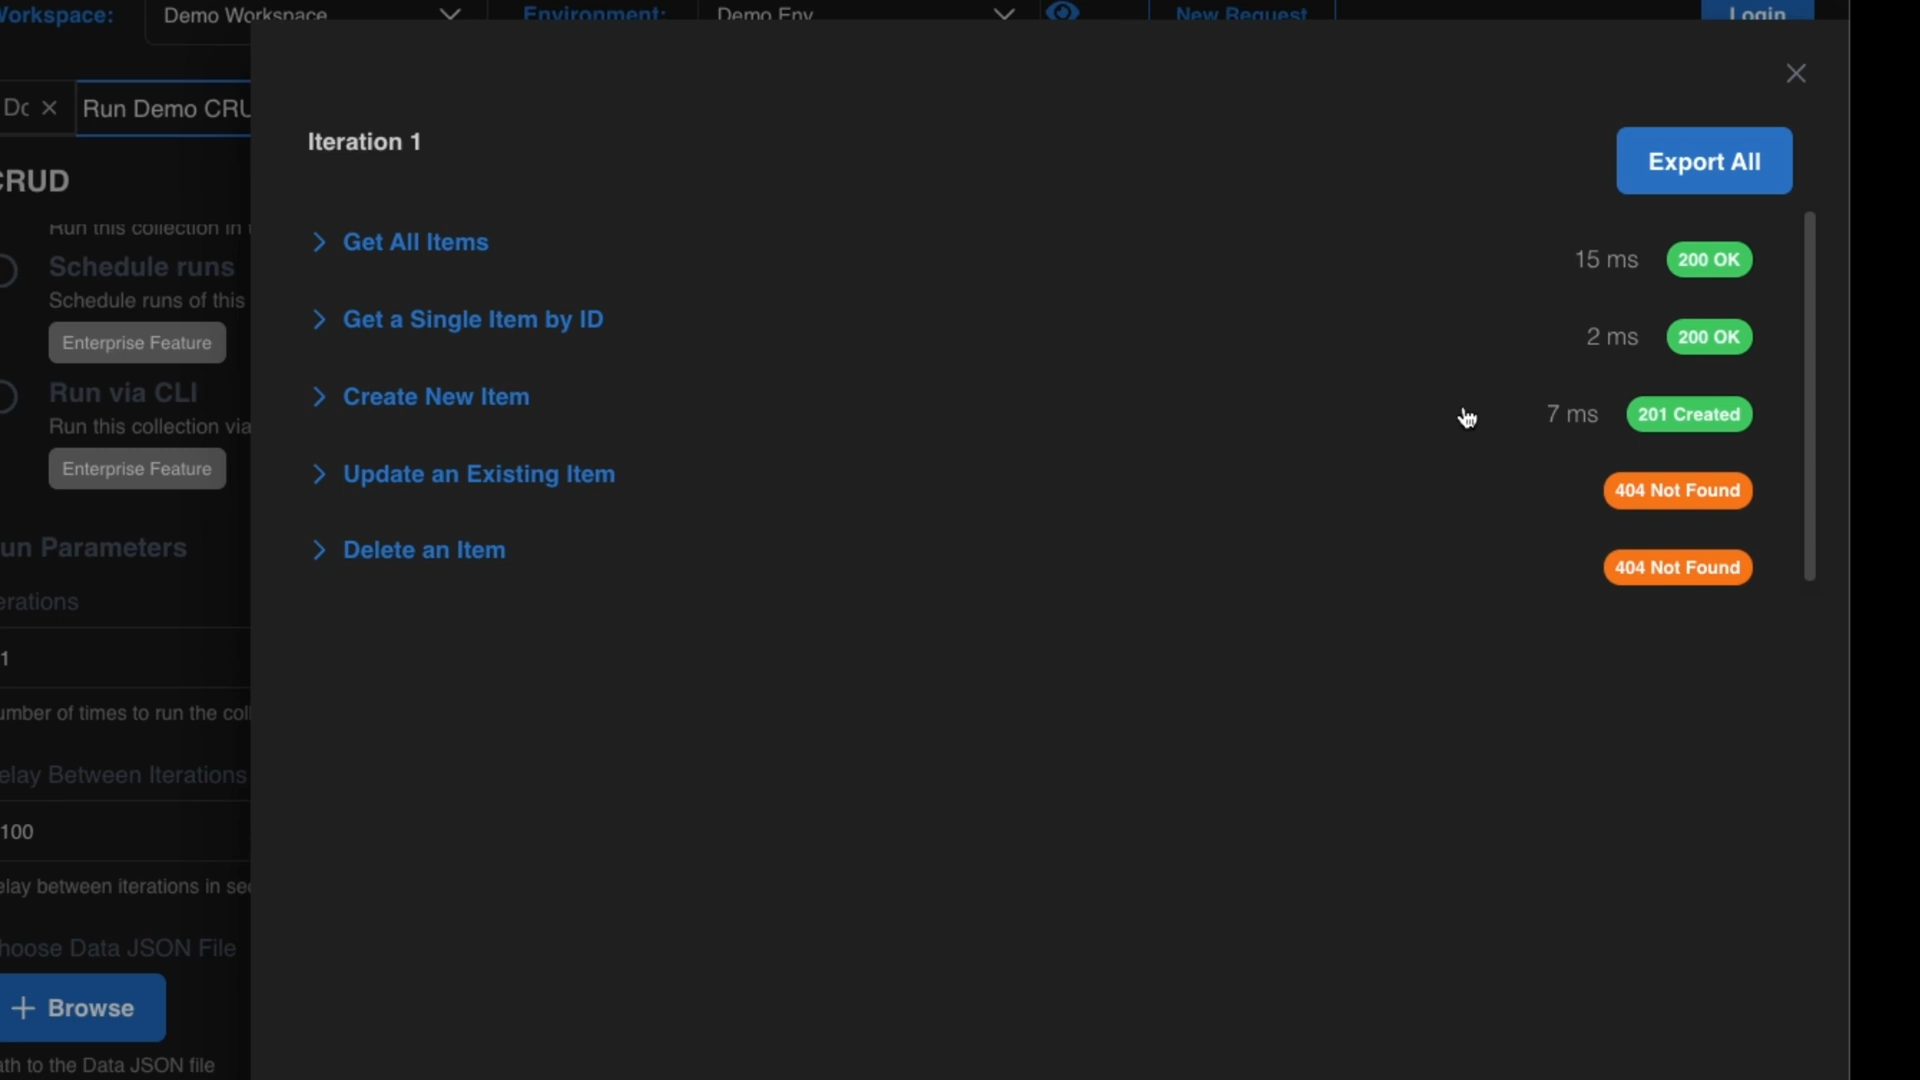 Workspace:
Demo Workspace
Environment:
Demo Env
New Request
Login
Run Demo CRU
CRUD
Run this collection in
Schedule runs
Schedule runs of this
Enterprise Feature
Run via CLI
Run this collection via
Enterprise Feature
un Parameters
erations
1
umber of times to run the coll
elay Between Iterations
100
elay between iterations in sec
hoose Data JSON File
Browse
ath to the Data JSON file
Iteration 1
Export All
Get All Items
15 ms
200 OK
Get a Single Item by ID
2 ms
200 OK
Create New Item
7 ms
201 Created
Update an Existing Item
404 Not Found
Delete an Item
404 Not Found